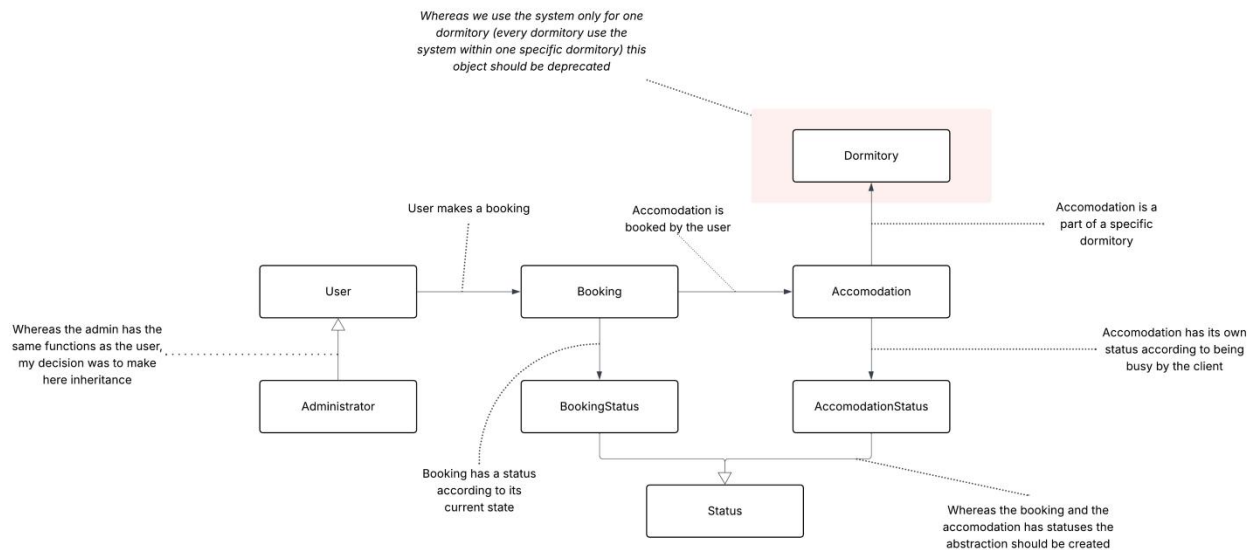 Whereas we use the system only for one
dormitory (every dormitory use the
system within one specific dormitory) this
object should be deprecated
Dormitory
User makes a booking
Accomodation is
booked by the user
Accomodation is a
part of a specific
dormitory
User
Booking
Accomodation
Whereas the admin has the
same functions as the user,
my decision was to make
here inheritance
Accomodation has its own
status according to being
busy by the client
Administrator
BookingStatus
AccomodationStatus
Booking has a status
according to its
current state
Status
Whereas the booking and the
accomodation has statuses the
abstraction should be created